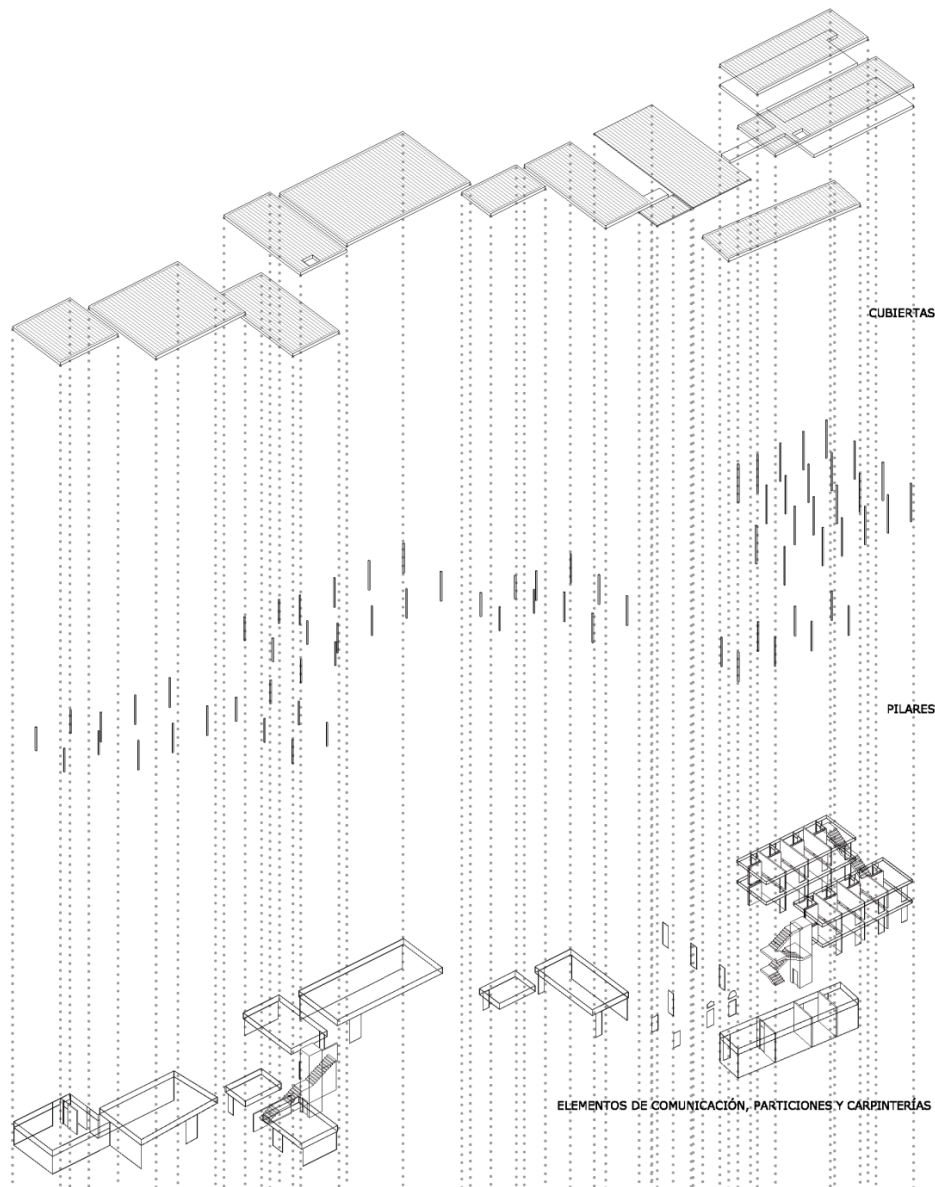 CUBIERTAS
PILARES
ELEMENTOS DE COMUNICACIÓN, PARTICIONES Y CARPINTERÍAS